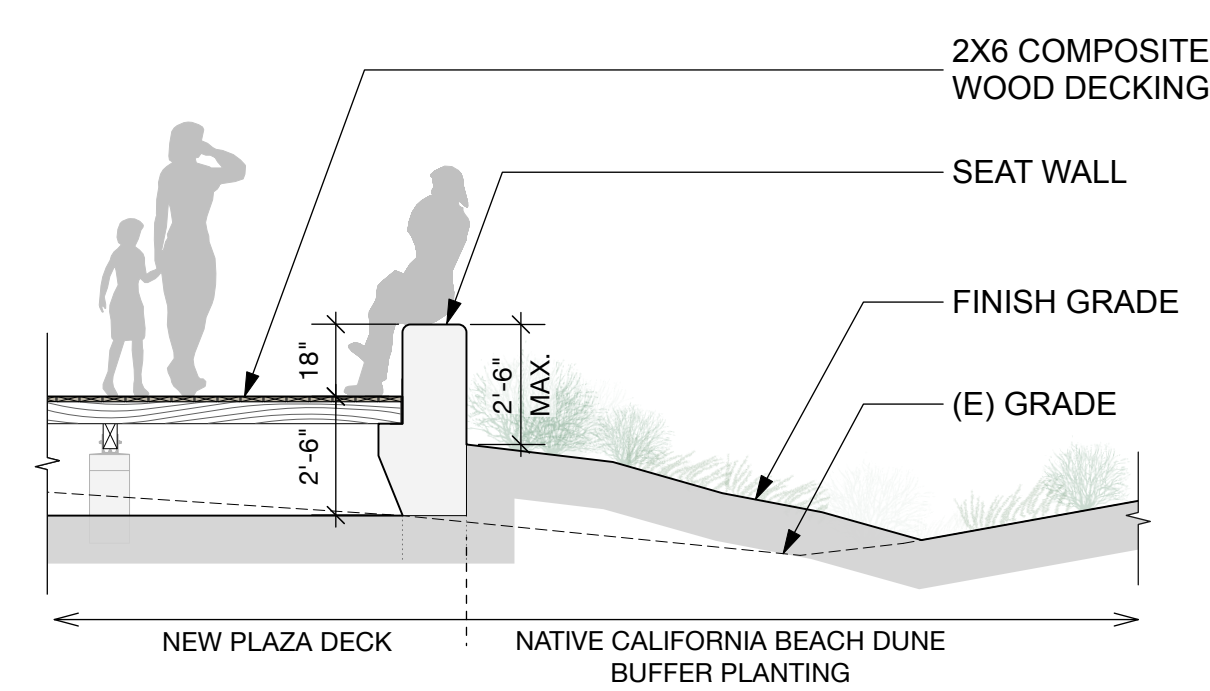 2X6 COMPOSITE
WOOD DECKING
SEAT WALL
FINISH GRADE
(E) GRADE
18"
2'-6"
2'-6"
MAX.
NEW PLAZA DECK
NATIVE CALIFORNIA BEACH DUNE
BUFFER PLANTING